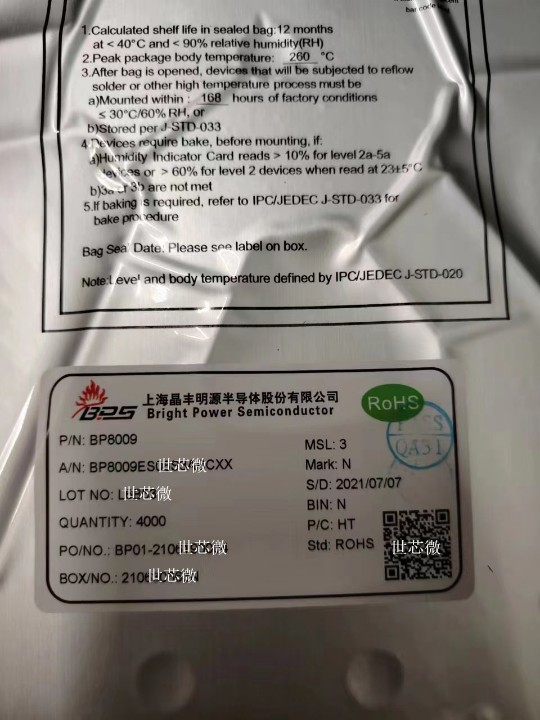 bar code
1.Calculated shelf life in sealed bag:12 months
at < 40°C and < 90% relative humidity(RH)
2.Peak package body temperature: 260 °C
3.After bag is opened, devices that will be subjected to reflow
solder or other high temperature process must be
a)Mounted within : 168 hours of factory conditions
≤ 30°C/60% RH, or
b)Stored per J-STD-033
4.Devices require bake, before mounting, if:
a)Humidity Indicator Card reads > 10% for level 2a-5a
devices or > 60% for level 2 devices when read at 23±5°C
b)3a or 3b are not met
5.If baking is required, refer to IPC/JEDEC J-STD-033 for
bake procedure
Bag Seal Date: Please see label on box.
Note:Level and body temperature defined by IPC/JEDEC J-STD-020
BPS
上海晶丰明源半导体股份有限公司
Bright Power Semiconductor
RoHS
QA31
P/N: BP8009
A/N: BP8009ES 世芯微 CXX
LOT NO: 世芯微
QUANTITY: 4000
PO/NO.: BP01-2106 世芯微
BOX/NO.: 2106 世芯微
MSL: 3
Mark: N
S/D: 2021/07/07
BIN: N
P/C: HT
Std: ROHS
世芯微